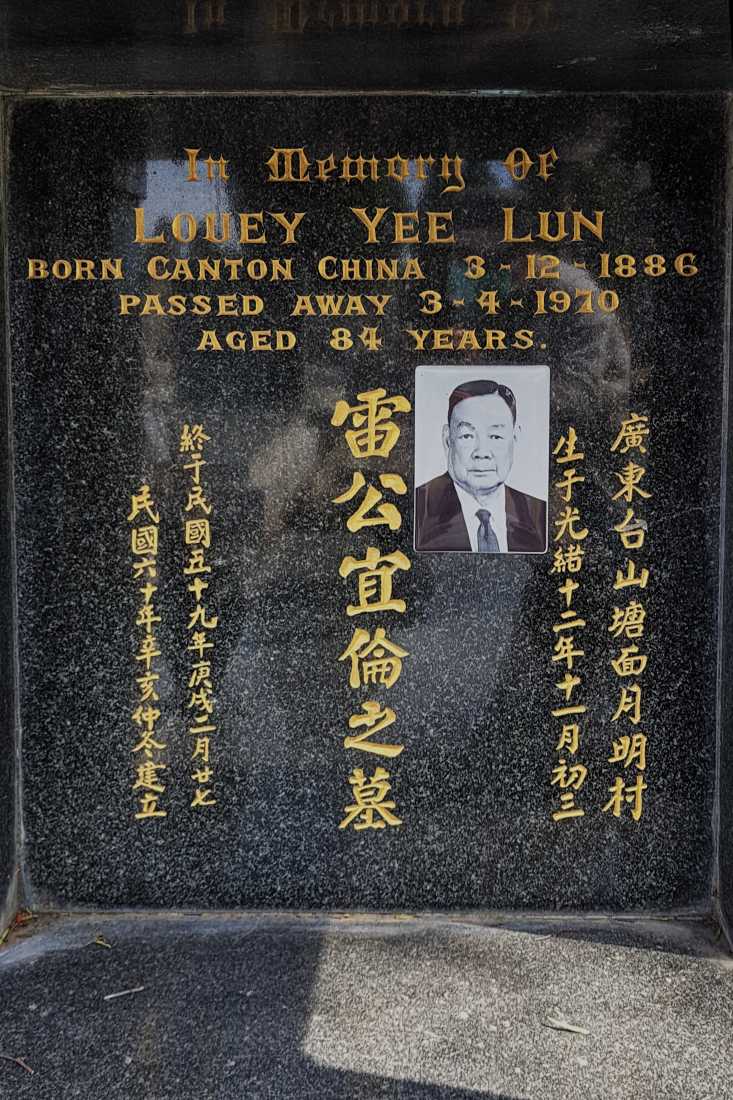 In Memory Of
LOUEY YEE LUN
BORN CANTON CHINA 3-12-1886
PASSED AWAY 3-4-1970
AGED 84 YEARS.
廣東台山塘面月明村
生于光緒十二年十一月初三
雷公宜倫之墓
終于民國五十九年庚戌二月廿七
民國六十年辛亥仲冬建立